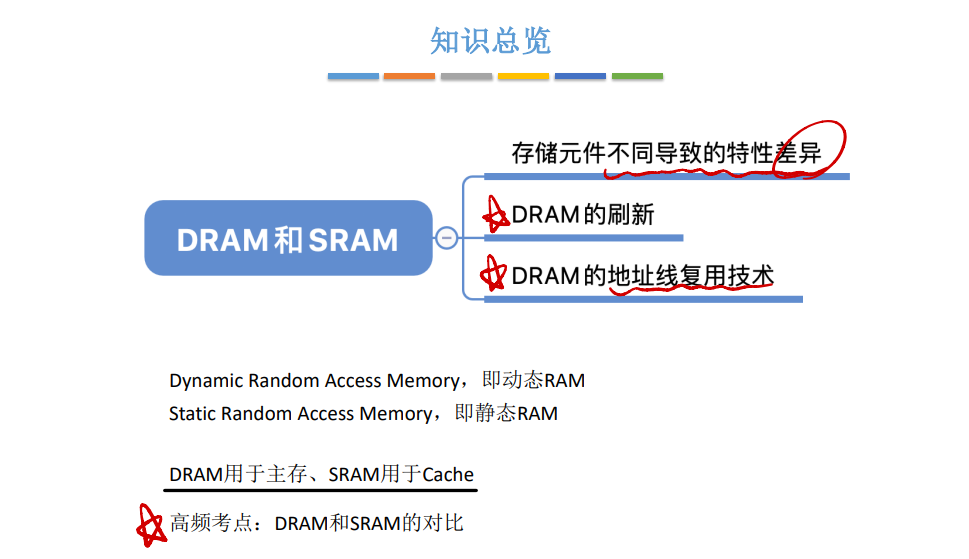 知识总览
存储元件不同导致的特性差异
DRAM和SRAM
DRAM的刷新
DRAM的地址线复用技术
Dynamic Random Access Memory，即动态RAM
Static Random Access Memory，即静态RAM
DRAM用于主存、SRAM用于Cache
高频考点：DRAM和SRAM的对比